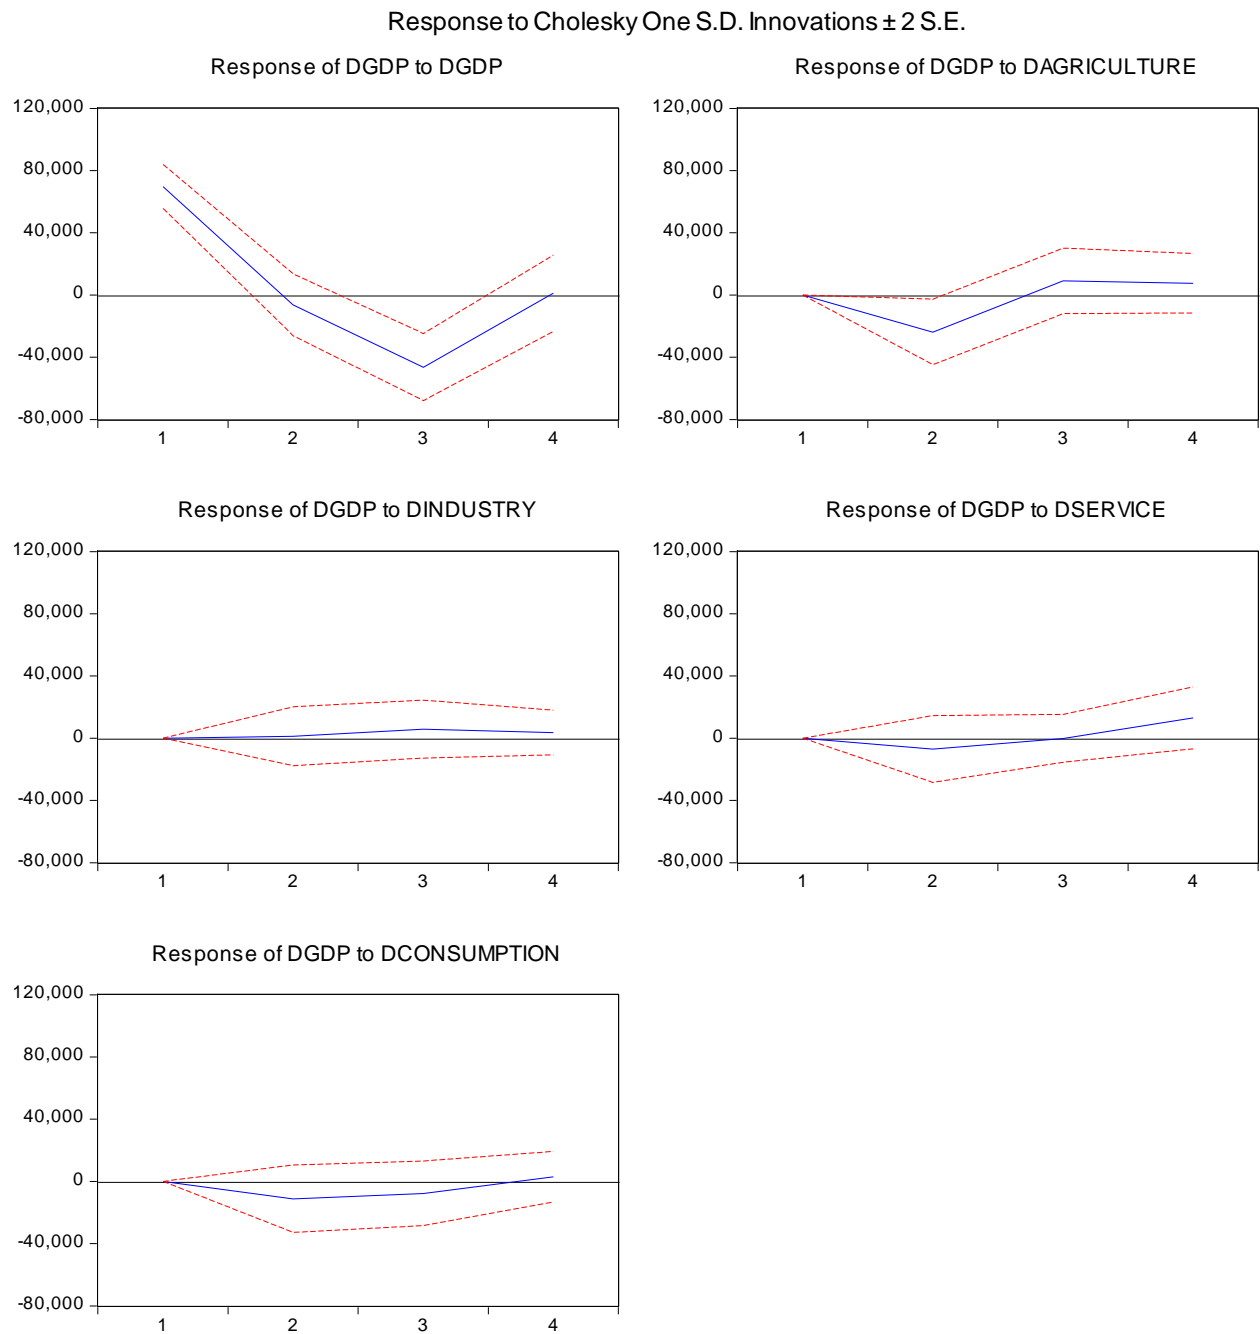 Response to Cholesky One S.D. Innovations ± 2 S.E.
Response of DGDP to DGDP
120,000
80,000
40,000
0
-40,000
-80,000
1 2 3 4
Response of DGDP to DAGRICULTURE
120,000
80,000
40,000
0
-40,000
-80,000
1 2 3 4
Response of DGDP to DINDUSTRY
120,000
80,000
40,000
0
-40,000
-80,000
1 2 3 4
Response of DGDP to DSERVICE
120,000
80,000
40,000
0
-40,000
-80,000
1 2 3 4
Response of DGDP to DCONSUMPTION
120,000
80,000
40,000
0
-40,000
-80,000
1 2 3 4